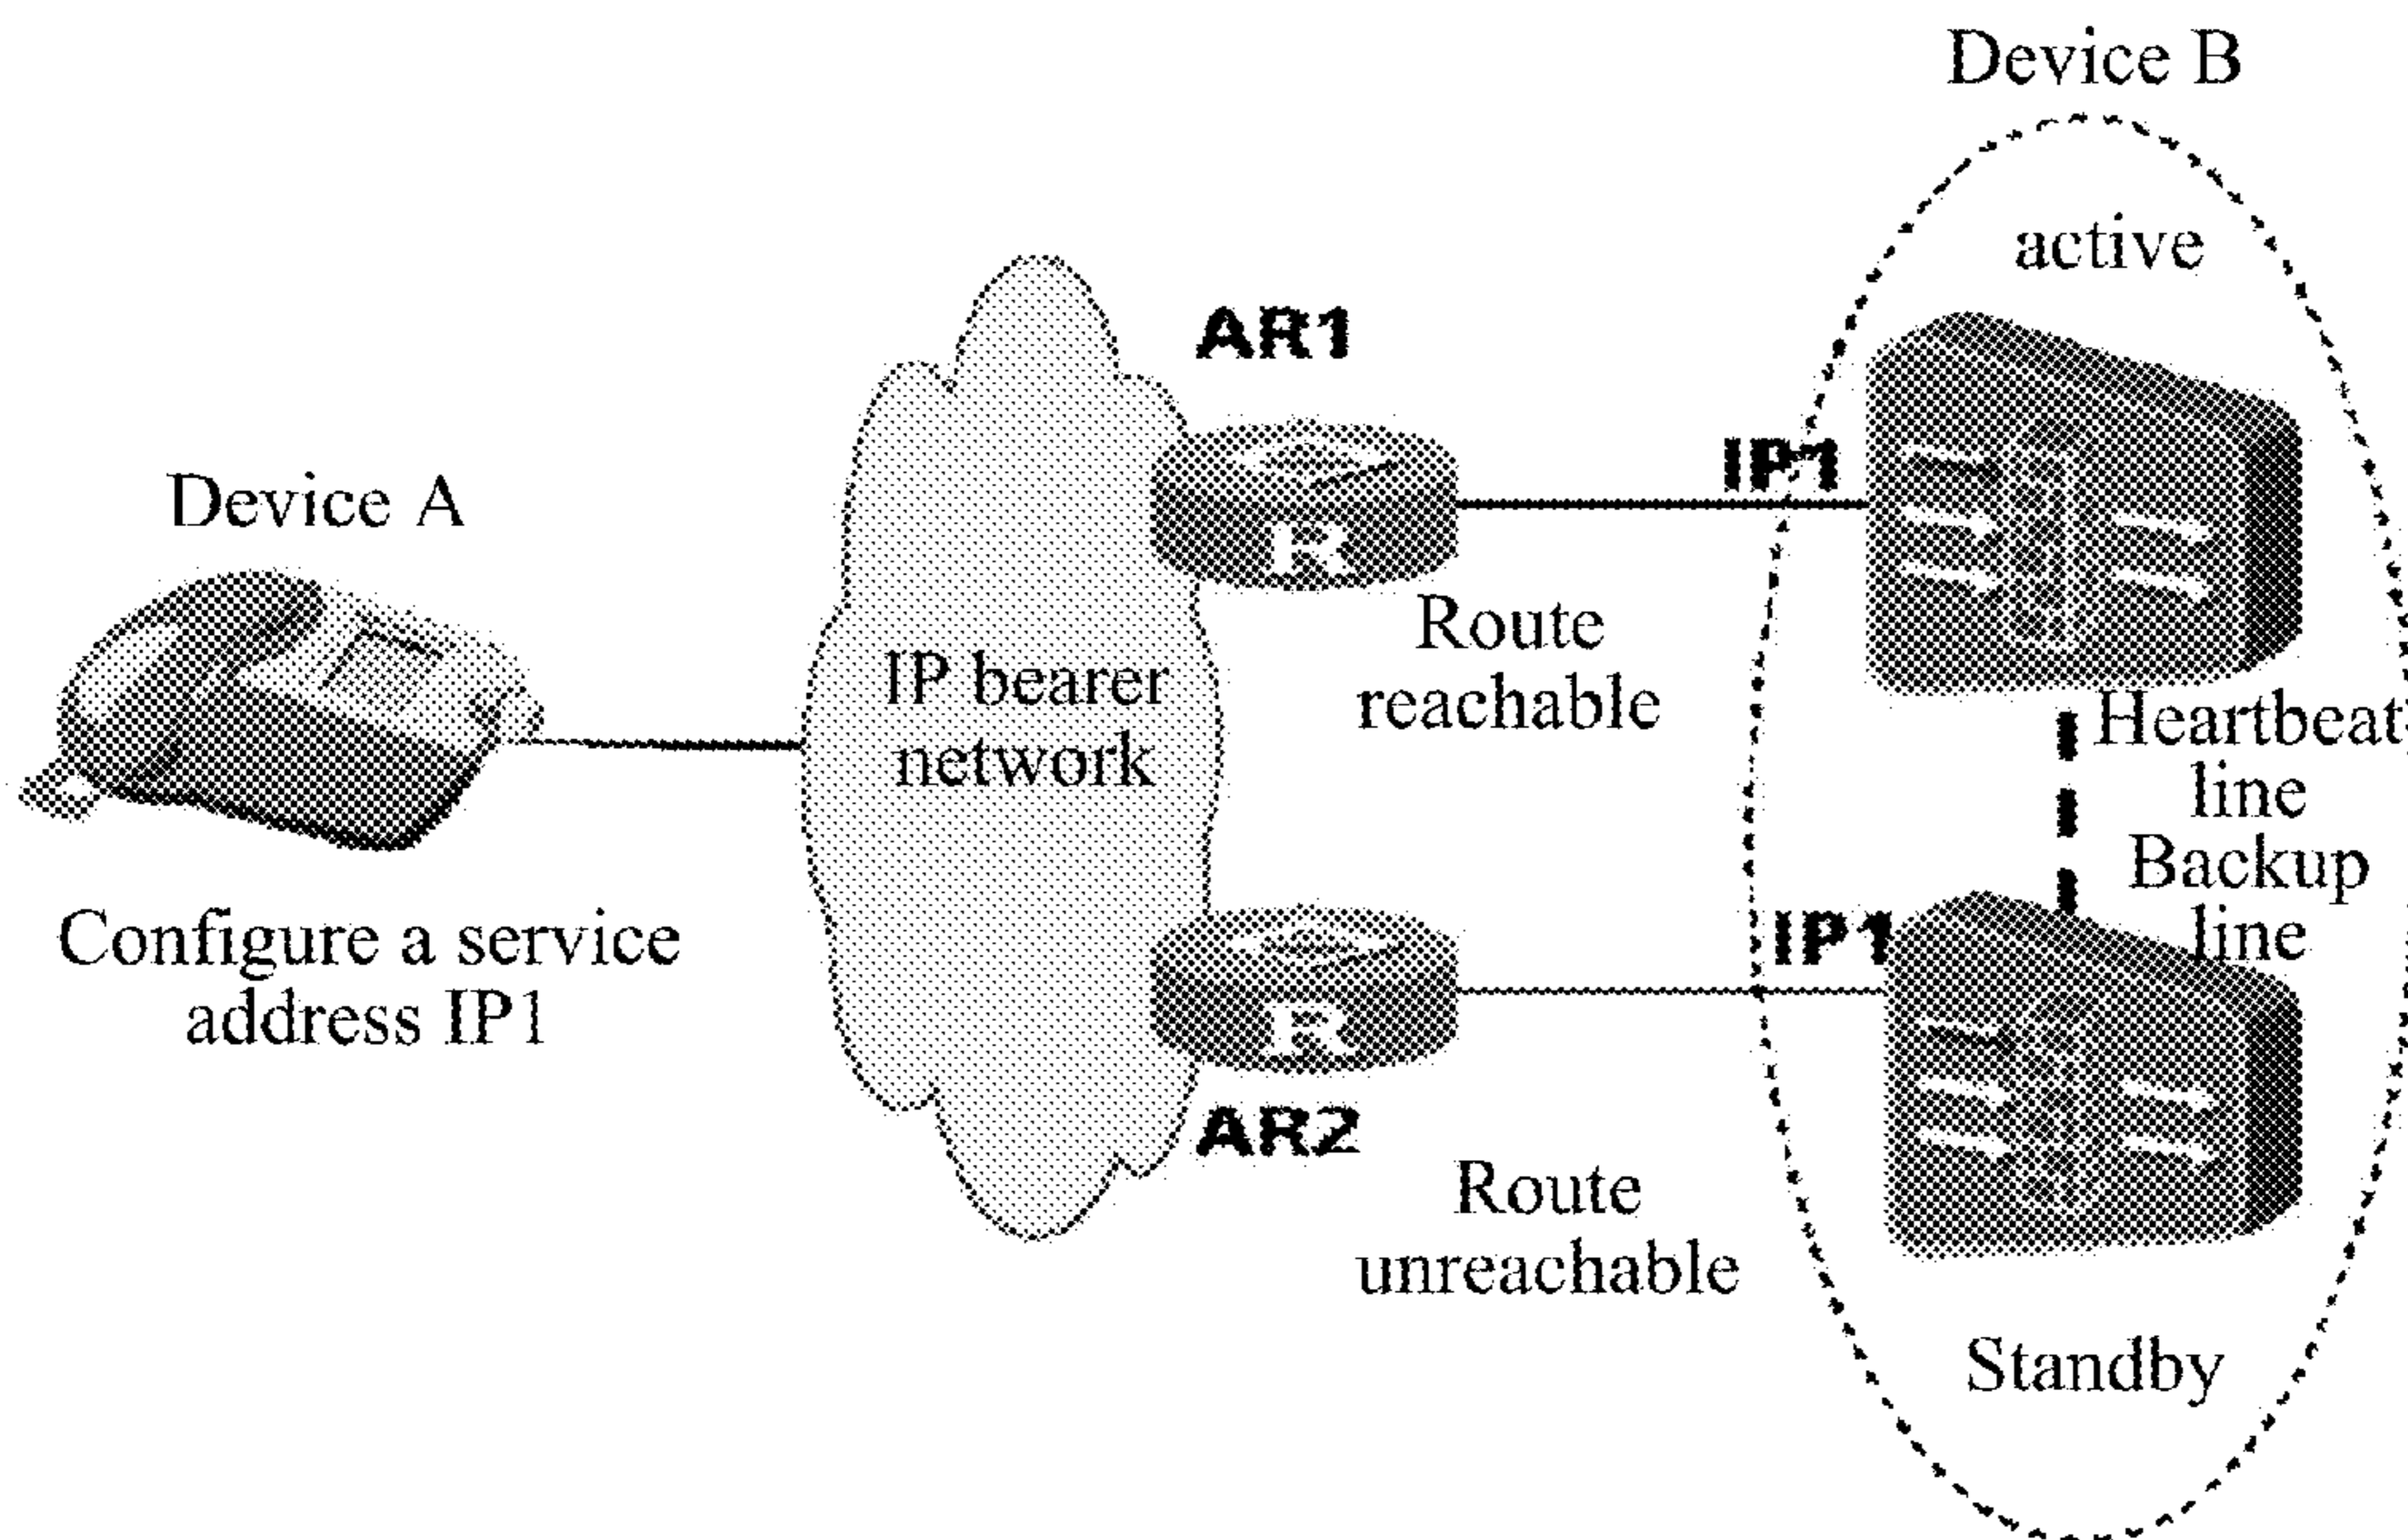 Device B
active
AR1
IP1
Device A
R
Route
reachable
IP bearer
network
Heartbeat
line
Backup
line
Configure a service
address IP1
IP1
R
AR2
Route
unreachable
Standby